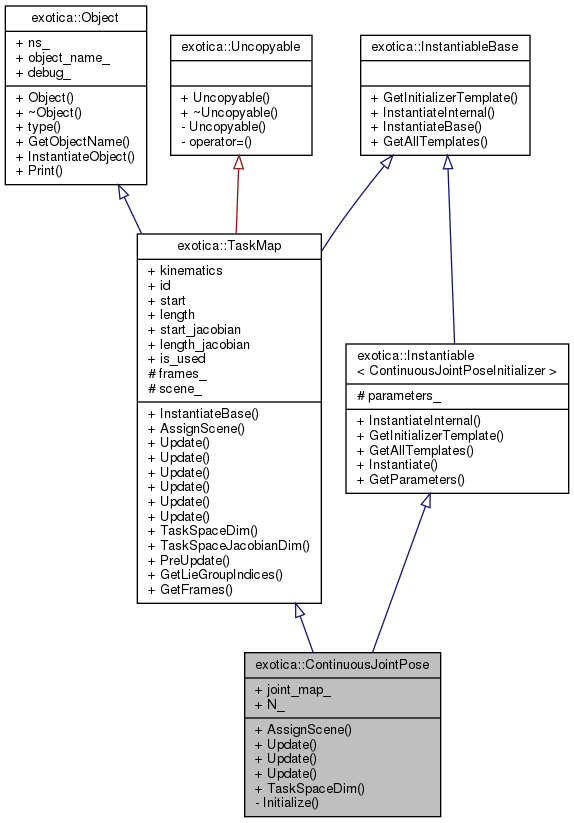 exotica::Object
+ ns_
+ object_name_
+ debug_
+ Object()
+ ~Object()
+ type()
+ GetObjectName()
+ InstantiateObject()
+ Print()
exotica::Uncopyable
+ Uncopyable()
+ ~Uncopyable()
- Uncopyable()
- operator=()
exotica::InstantiableBase
+ GetInitializerTemplate()
+ InstantiateInternal()
+ InstantiateBase()
+ GetAllTemplates()
exotica::TaskMap
+ kinematics
+ id
+ start
+ length
+ start_jacobian
+ length_jacobian
+ is_used
# frames_
# scene_
+ InstantiateBase()
+ AssignScene()
+ Update()
+ Update()
+ Update()
+ Update()
+ Update()
+ Update()
+ TaskSpaceDim()
+ TaskSpaceJacobianDim()
+ PreUpdate()
+ GetLieGroupIndices()
+ GetFrames()
exotica::Instantiable
< ContinuousJointPoseInitializer >
# parameters_
+ InstantiateInternal()
+ GetInitializerTemplate()
+ GetAllTemplates()
+ Instantiate()
+ GetParameters()
exotica::ContinuousJointPose
+ joint_map_
+ N_
+ AssignScene()
+ Update()
+ Update()
+ Update()
+ TaskSpaceDim()
- Initialize()